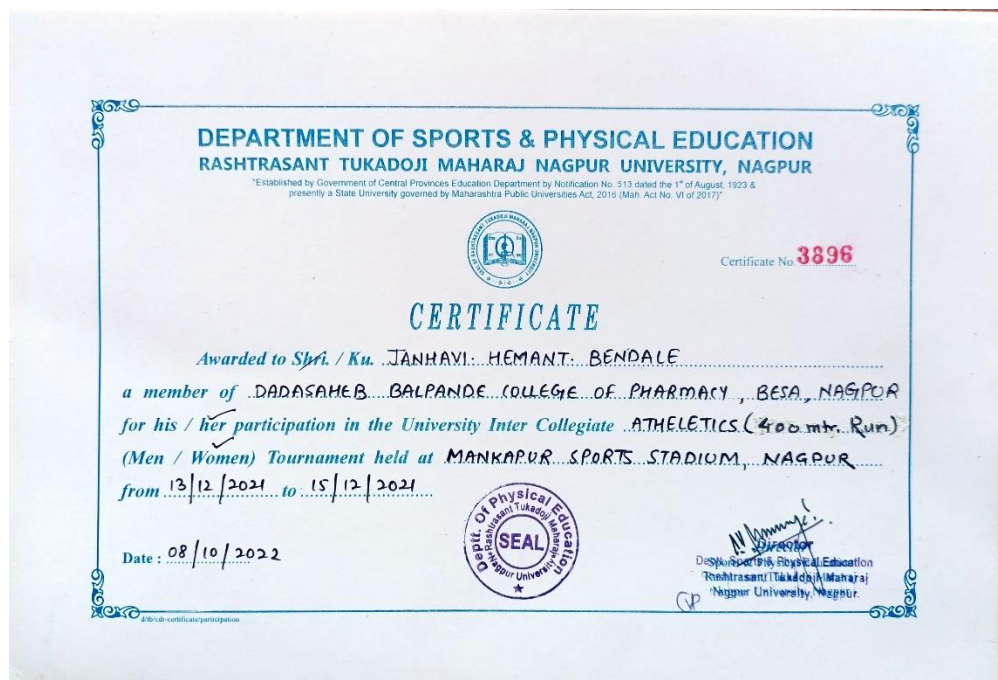 DEPARTMENT OF SPORTS & PHYSICAL EDUCATION
RASHTRASANT TUKADOJI MAHARAJ NAGPUR UNIVERSITY, NAGPUR
"Established by Government of Central Provinces Education Department by Notification No. 513 dated the 1st of August, 1923 &
presently a State University governed by Maharashtra Public Universities Act, 2016 (Mah. Act No. VI of 2017)"
Certificate No. 3896
CERTIFICATE
Awarded to Shri. / Ku. JANHAVI HEMANT BENDALE
a member of DADASAHEB BALPANDE COLLEGE OF PHARMACY, BESA, NAGPUR
for his / her participation in the University Inter Collegiate ATHELETICS (400 mtr. Run)
(Men / Women) Tournament held at MANKAPUR SPORTS STADIUM, NAGPUR
from 13/12/2021 to 15/12/2021
Deptt. Of Physical Education
Rashtrasant Tukadoji Maharaj
Nagpur University
SEAL
Date : 08/10/2022
Director
Deptt. Sports & Physical Education
Rashtrasant Tukadoji Maharaj
Nagpur University, Nagpur.
d/lb/cdr-certificate/participation